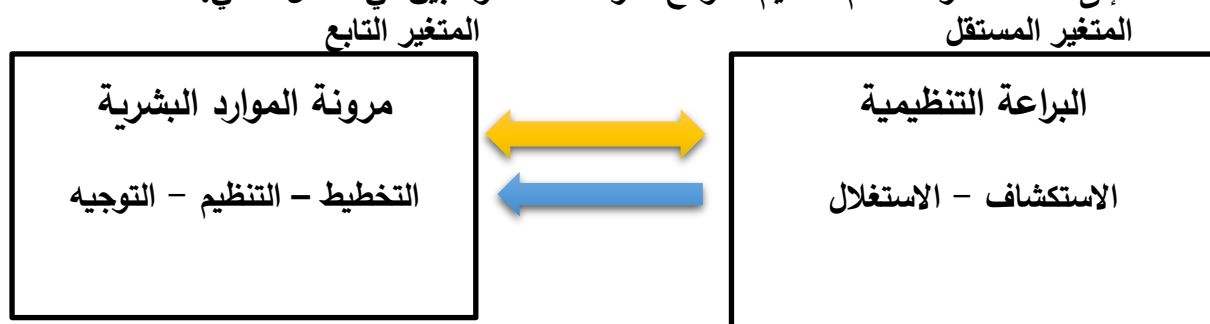 المتغير المستقل
المتغير التابع
البراعة التنظيمية
الاستكشاف - الاستغلال
مرونة الموارد البشرية
التخطيط – التنظيم - التوجيه